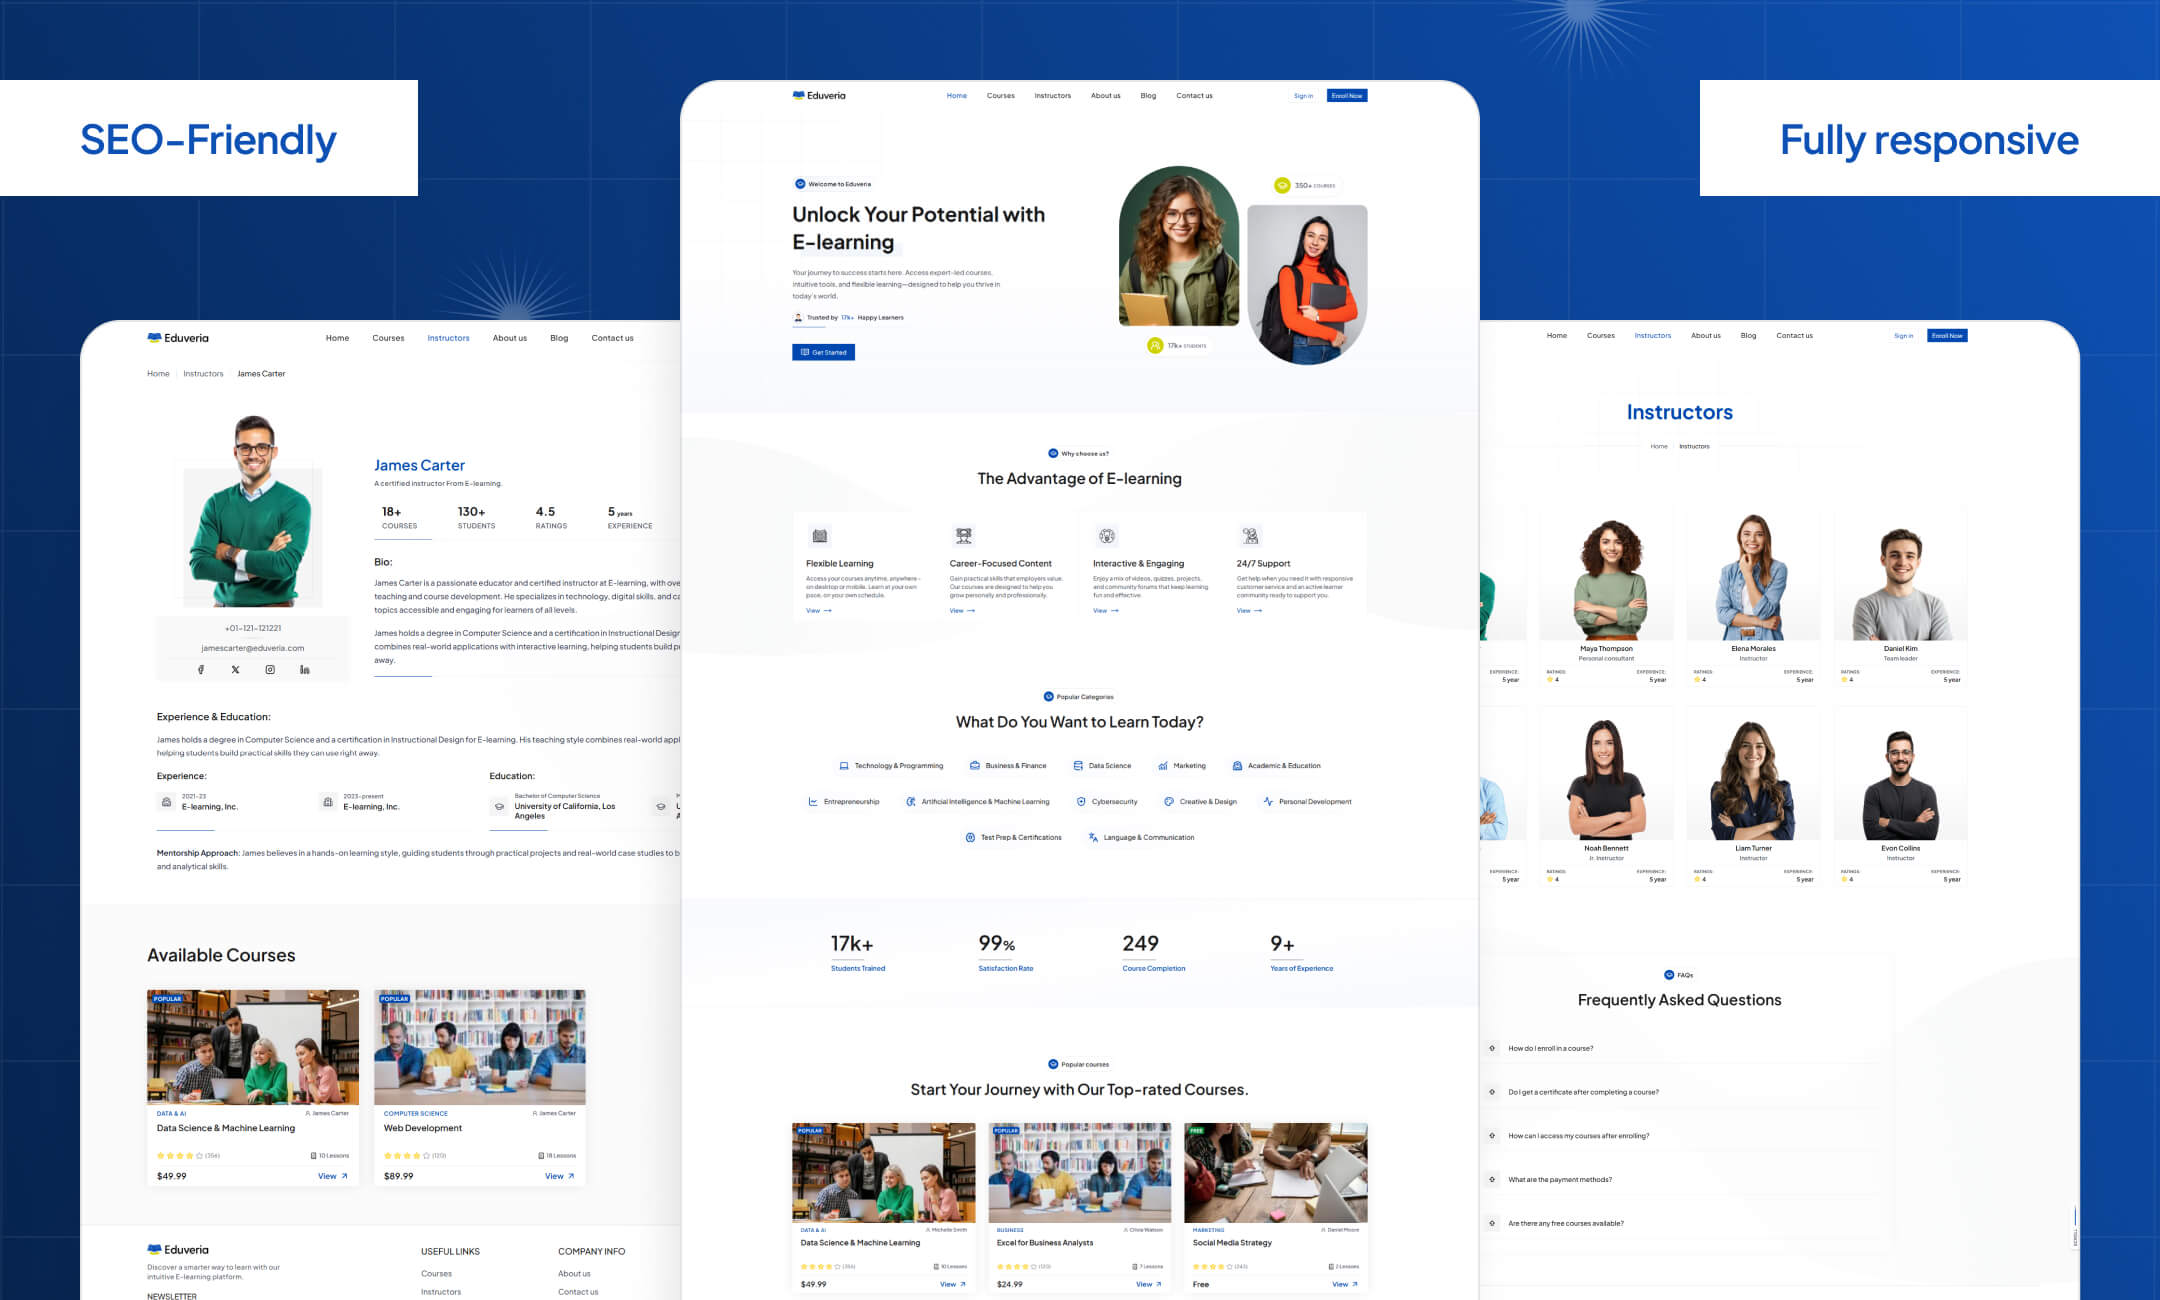 SEO-Friendly
Fully responsive
Eduveria
Home
Courses
Instructors
About us
Blog
Contact us
Home
Instructors
James Carter
James Carter
A certified instructor From E-learning.
18+
COURSES
130+
STUDENTS
4.5
RATINGS
5 years
EXPERIENCE
Bio:
James Carter is a passionate educator and certified instructor at E-learning, with ove
teaching and course development. He specializes in technology, digital skills, and ca
topics accessible and engaging for learners of all levels.
James holds a degree in Computer Science and a certification in Instructional Design
combines real-world applications with interactive learning, helping students build p
away.
+01-121-121221
jamescarter@eduveria.com
Experience & Education:
James holds a degree in Computer Science and a certification in Instructional Design for E-learning. His teaching style combines real-world appl
helping students build practical skills they can use right away.
Experience:
2021-23
E-learning, Inc.
2023-present
E-learning, Inc.
Education:
Bachelor of Computer Science
University of California, Los
Angeles
Mentorship Approach: James believes in a hands-on learning style, guiding students through practical projects and real-world case studies to b
and analytical skills.
Available Courses
POPULAR
DATA & AI
James Carter
Data Science & Machine Learning
(356)
10 Lessons
$49.99
View
POPULAR
COMPUTER SCIENCE
James Carter
Web Development
(120)
18 Lessons
$89.99
View
Eduveria
Discover a smarter way to learn with our
intuitive E-learning platform.
NEWSLETTER
USEFUL LINKS
Courses
Instructors
COMPANY INFO
About us
Contact us
Eduveria
Home
Courses
Instructors
About us
Blog
Contact us
Sign in
Enroll Now
Welcome to Eduveria
Unlock Your Potential with
E-learning
Your journey to success starts here. Access expert-led courses,
intuitive tools, and flexible learning—designed to help you thrive in
today's world.
Trusted by 17k+ Happy Learners
Get Started
350+ COURSES
17k+ STUDENTS
Why choose us?
The Advantage of E-learning
Flexible Learning
Access your courses anytime, anywhere -
on desktop or mobile. Learn at your own
pace, on your own schedule.
View
Career-Focused Content
Gain practical skills that employers value.
Our courses are designed to help you
grow personally and professionally.
View
Interactive & Engaging
Enjoy a mix of videos, quizzes, projects,
and community forums that keep learning
fun and effective.
View
24/7 Support
Get help when you need it with responsive
customer service and an active learner
community ready to support you.
View
Popular Categories
What Do You Want to Learn Today?
Technology & Programming
Business & Finance
Data Science
Marketing
Academic & Education
Entrepreneurship
Artificial Intelligence & Machine Learning
Cybersecurity
Creative & Design
Personal Development
Test Prep & Certifications
Language & Communication
17k+
Students Trained
99%
Satisfaction Rate
249
Course Completion
9+
Years of Experience
Popular courses
Start Your Journey with Our Top-rated Courses.
POPULAR
DATA & AI
Michelle Smith
Data Science & Machine Learning
(356)
10 Lessons
$49.99
View
POPULAR
BUSINESS
Olivia Watson
Excel for Business Analysts
(120)
7 Lessons
$24.99
View
FREE
MARKETING
Daniel Moore
Social Media Strategy
(243)
2 Lessons
Free
View
Home
Courses
Instructors
About us
Blog
Contact us
Sign in
Enroll Now
Instructors
Home
Instructors
EXPERIENCE:
5 year
Maya Thompson
Personal consultant
RATINGS:
4
EXPERIENCE:
5 year
Elena Morales
Instructor
RATINGS:
4
EXPERIENCE:
5 year
Daniel Kim
Team leader
RATINGS:
4
EXPERIENCE:
5 year
EXPERIENCE:
5 year
Noah Bennett
Jr. Instructor
RATINGS:
4
EXPERIENCE:
5 year
Liam Turner
Instructor
RATINGS:
4
EXPERIENCE:
5 year
Evon Collins
Instructor
RATINGS:
4
EXPERIENCE:
5 year
FAQs
Frequently Asked Questions
How do I enroll in a course?
Do I get a certificate after completing a course?
How can I access my courses after enrolling?
What are the payment methods?
Are there any free courses available?